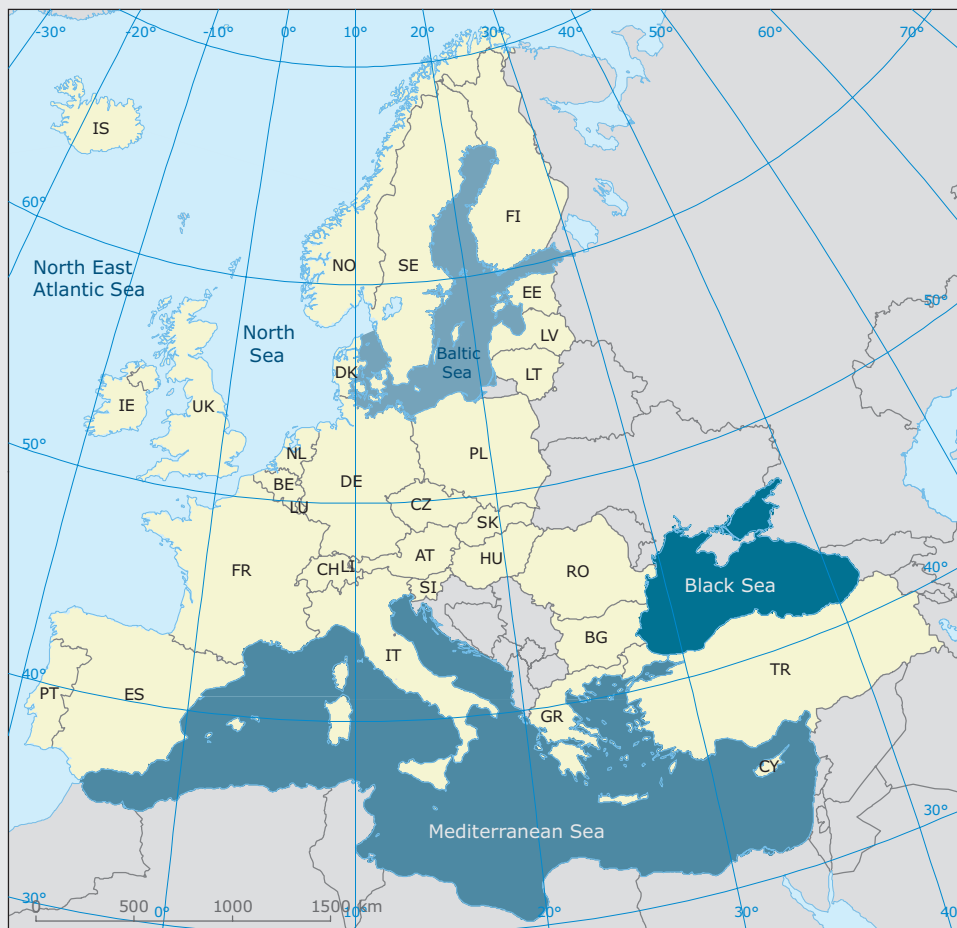 -30°
-20°
-10°
0°
10°
20°
30°
40°
50°
60°
70°
IS
60°
FI
North East
Atlantic Sea
NO
SE
EE
50°
North
Sea
LV
Baltic
Sea
DK
LT
IE
UK
50°
NL
PL
BE
DE
LU
CZ
SK
AT
HU
40°
FR
CH
LI
RO
SI
Black Sea
BG
IT
TR
40°
PT
ES
GR
CY
30°
Mediterranean Sea
30°
0
500
1000
1500 km
0°
10°
20°
30°
40